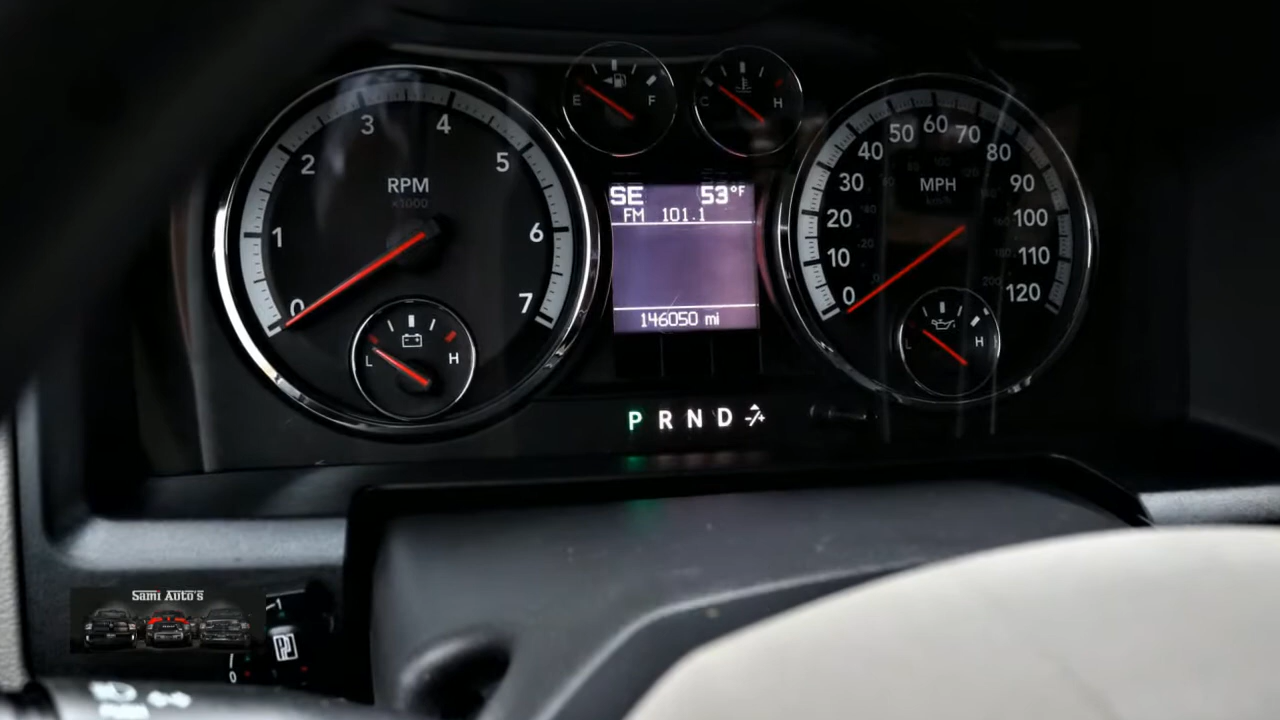 3 4
2 5
RPM
x1000
1 6
0 7
L H
E F
C H
SE 53°F
FM 101.1
146050 mi
P R N D -/+
50 60 70
40 80
30 MPH 90
km/h
20 100
10 110
0 120
L H
SAMI AUTO'S